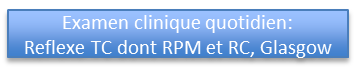 Examen clinique quotidien:
Reflexe TC dont RPM et RC, Glasgow